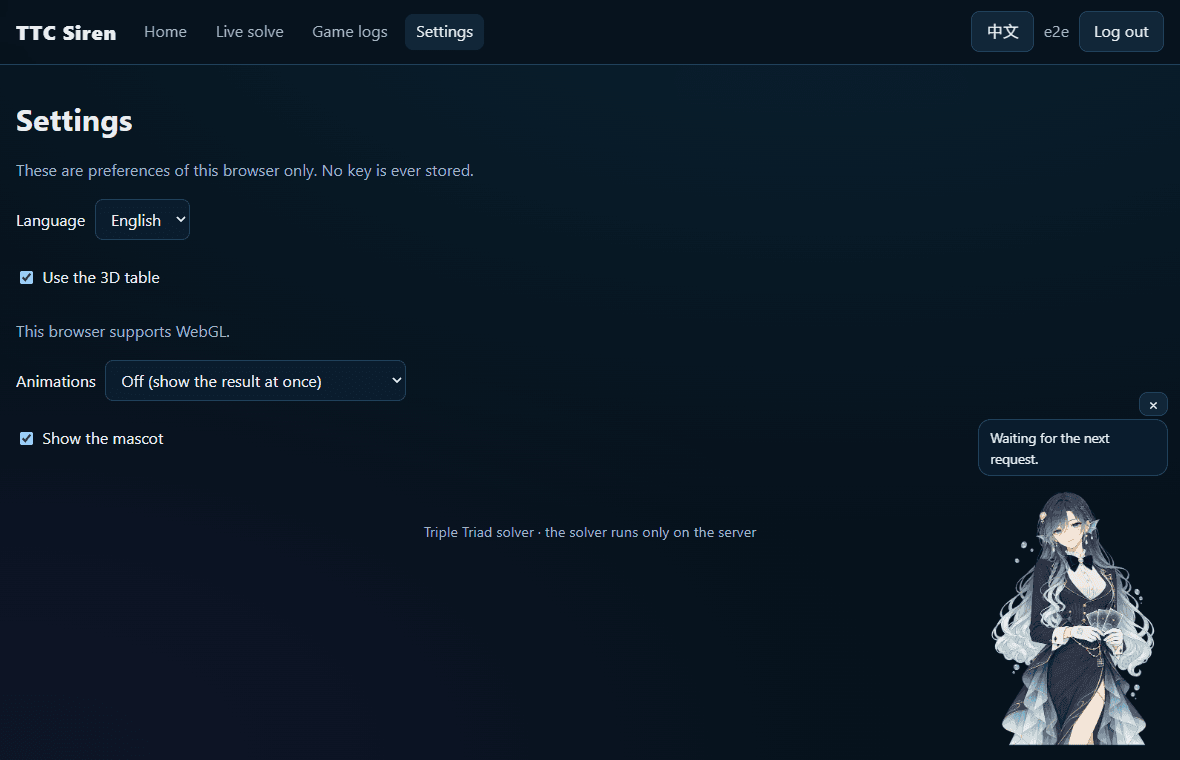 TTC Siren Home Live solve Game logs Settings 中文 e2e Log out
Settings
These are preferences of this browser only. No key is ever stored.
Language English
Use the 3D table
This browser supports WebGL.
Animations Off (show the result at once)
×
Waiting for the next
request.
Show the mascot
Triple Triad solver · the solver runs only on the server